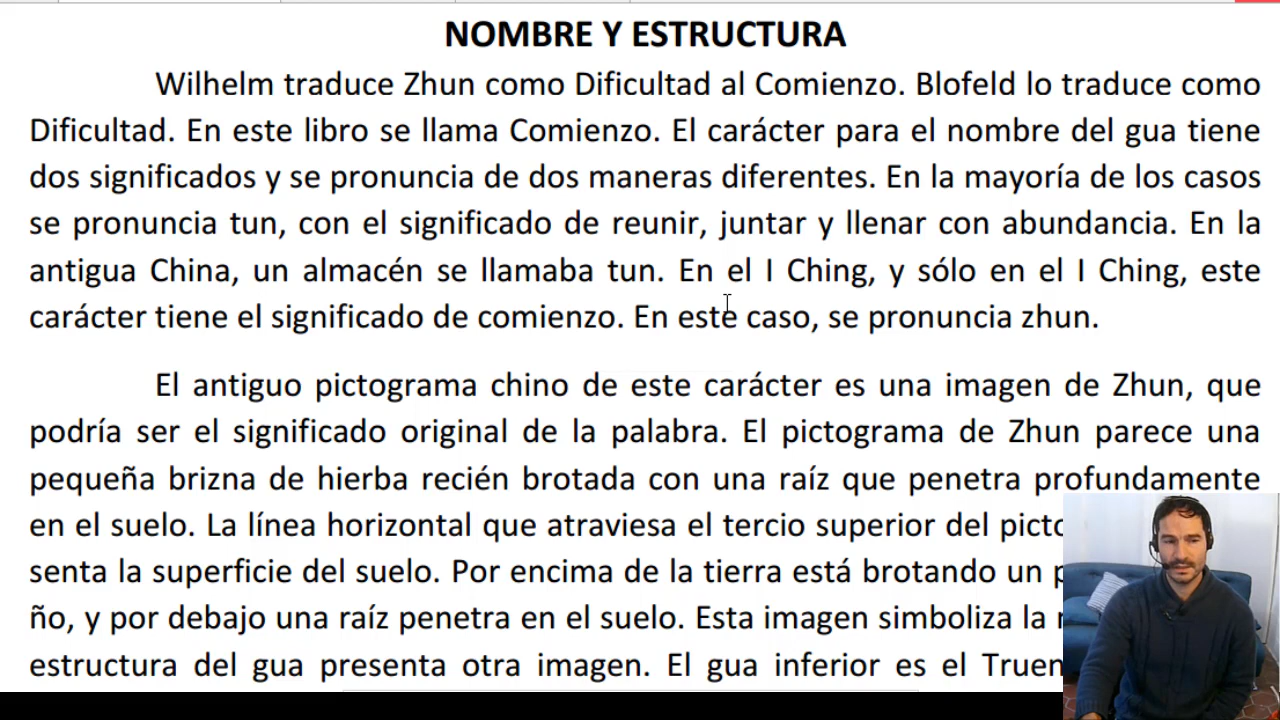 NOMBRE Y ESTRUCTURA
Wilhelm traduce Zhun como Dificultad al Comienzo. Blofeld lo traduce como
Dificultad. En este libro se llama Comienzo. El carácter para el nombre del gua tiene
dos significados y se pronuncia de dos maneras diferentes. En la mayoría de los casos
se pronuncia tun, con el significado de reunir, juntar y llenar con abundancia. En la
antigua China, un almacén se llamaba tun. En el I Ching, y sólo en el I Ching, este
carácter tiene el significado de comienzo. En este caso, se pronuncia zhun.
El antiguo pictograma chino de este carácter es una imagen de Zhun, que
podría ser el significado original de la palabra. El pictograma de Zhun parece una
pequeña brizna de hierba recién brotada con una raíz que penetra profundamente
en el suelo. La línea horizontal que atraviesa el tercio superior del
senta la superficie del suelo. Por encima de la tierra está brotando un
ño, y por debajo una raíz penetra en el suelo. Esta imagen simboliza la
estructura del gua presenta otra imagen. El gua inferior es el